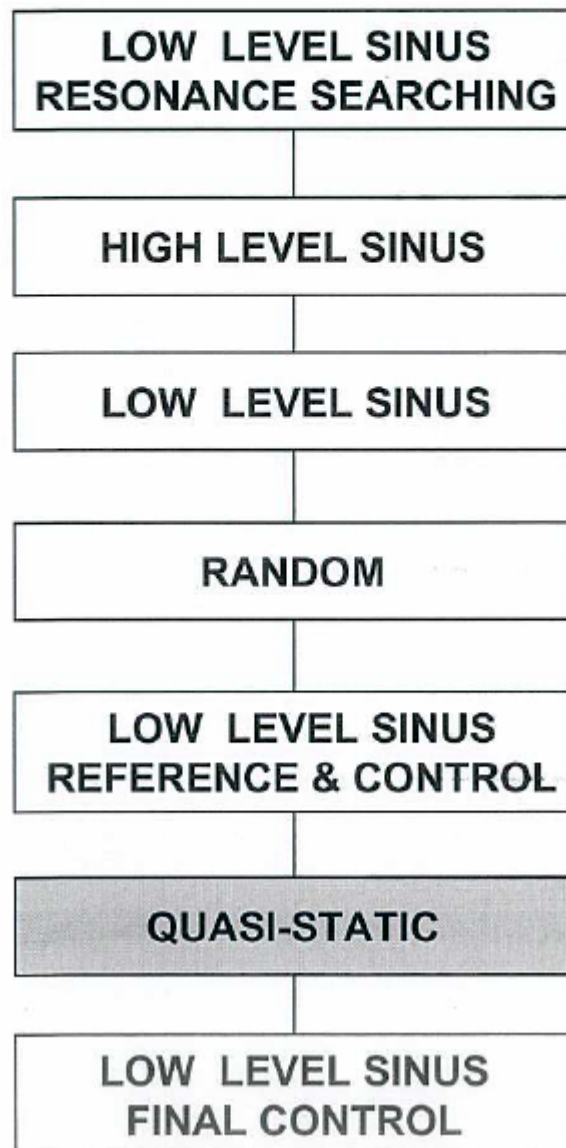 LOW LEVEL SINUS
RESONANCE SEARCHING
HIGH LEVEL SINUS
LOW LEVEL SINUS
RANDOM
LOW LEVEL SINUS
REFERENCE & CONTROL
QUASI-STATIC
LOW LEVEL SINUS
FINAL CONTROL